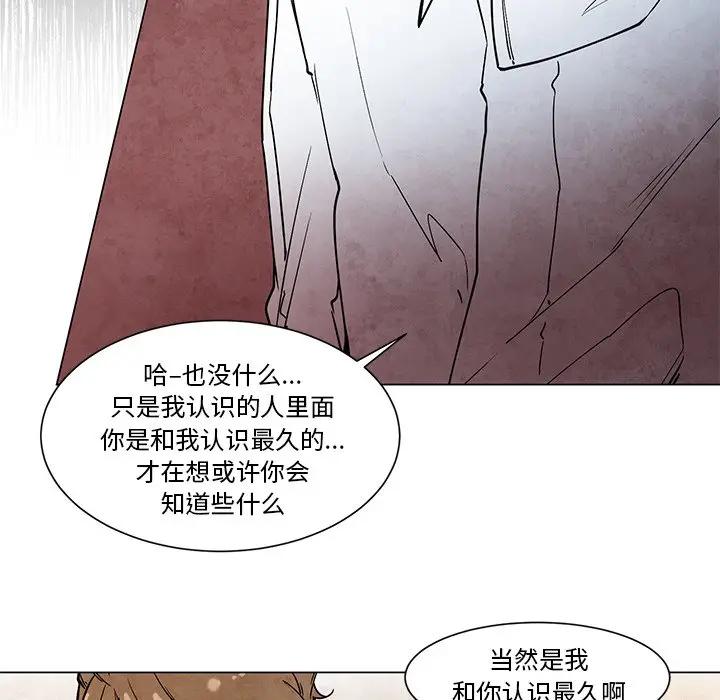 哈–也没什么...
只是我认识的人里面
你是和我认识最久的...
才在想或许你会
知道些什么
当然是我
和你认识最久啊